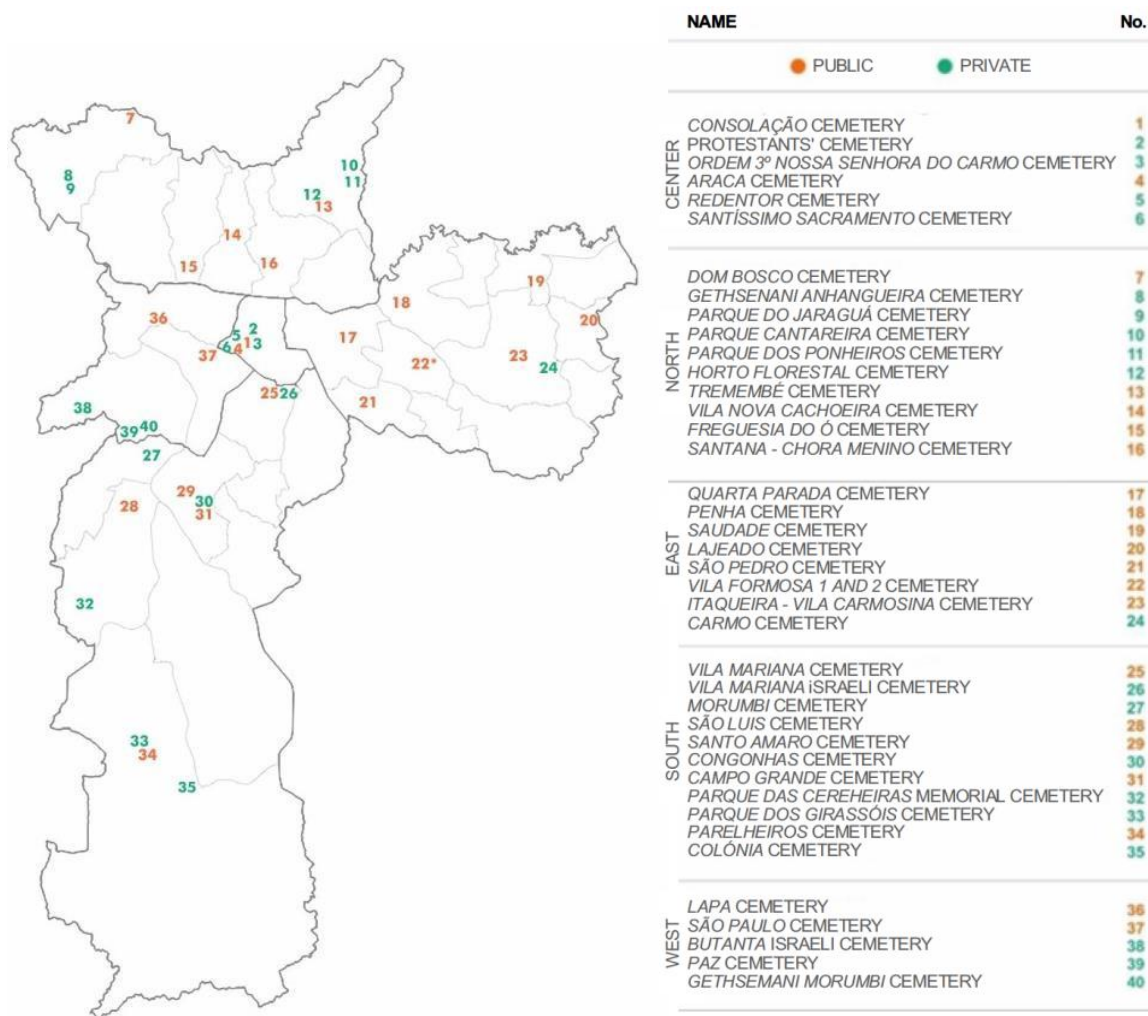 NAME No.
PUBLIC PRIVATE
CENTER
CONSOLAÇÃO CEMETERY 1
PROTESTANTS' CEMETERY 2
ORDEM 3º NOSSA SENHORA DO CARMO CEMETERY 3
ARACA CEMETERY 4
REDENTOR CEMETERY 5
SANTÍSSIMO SACRAMENTO CEMETERY 6
NORTH
DOM BOSCO CEMETERY 7
GETHSENANI ANHANGUEIRA CEMETERY 8
PARQUE DO JARAGUÁ CEMETERY 9
PARQUE CANTAREIRA CEMETERY 10
PARQUE DOS PONHEIROS CEMETERY 11
HORTO FLORESTAL CEMETERY 12
TREMEMBÉ CEMETERY 13
VILA NOVA CACHOEIRA CEMETERY 14
FREGUESIA DO Ó CEMETERY 15
SANTANA - CHORA MENINO CEMETERY 16
EAST
QUARTA PARADA CEMETERY 17
PENHA CEMETERY 18
SAUDADE CEMETERY 19
LAJEADO CEMETERY 20
SÃO PEDRO CEMETERY 21
VILA FORMOSA 1 AND 2 CEMETERY 22
ITAQUEIRA - VILA CARMOSINA CEMETERY 23
CARMO CEMETERY 24
SOUTH
VILA MARIANA CEMETERY 25
VILA MARIANA iSRAELI CEMETERY 26
MORUMBI CEMETERY 27
SÃO LUIS CEMETERY 28
SANTO AMARO CEMETERY 29
CONGONHAS CEMETERY 30
CAMPO GRANDE CEMETERY 31
PARQUE DAS CEREHEIRAS MEMORIAL CEMETERY 32
PARQUE DOS GIRASSÓIS CEMETERY 33
PARELHEIROS CEMETERY 34
COLÓNIA CEMETERY 35
WEST
LAPA CEMETERY 36
SÃO PAULO CEMETERY 37
BUTANTA ISRAELI CEMETERY 38
PAZ CEMETERY 39
GETHSEMANI MORUMBI CEMETERY 40
7
8
9
10
11
12
13
14
15
16
18
19
20
36
17
5
2
6
4
1
3
37
22*
23
24
25
26
21
38
39
40
27
28
29
30
31
32
33
34
35